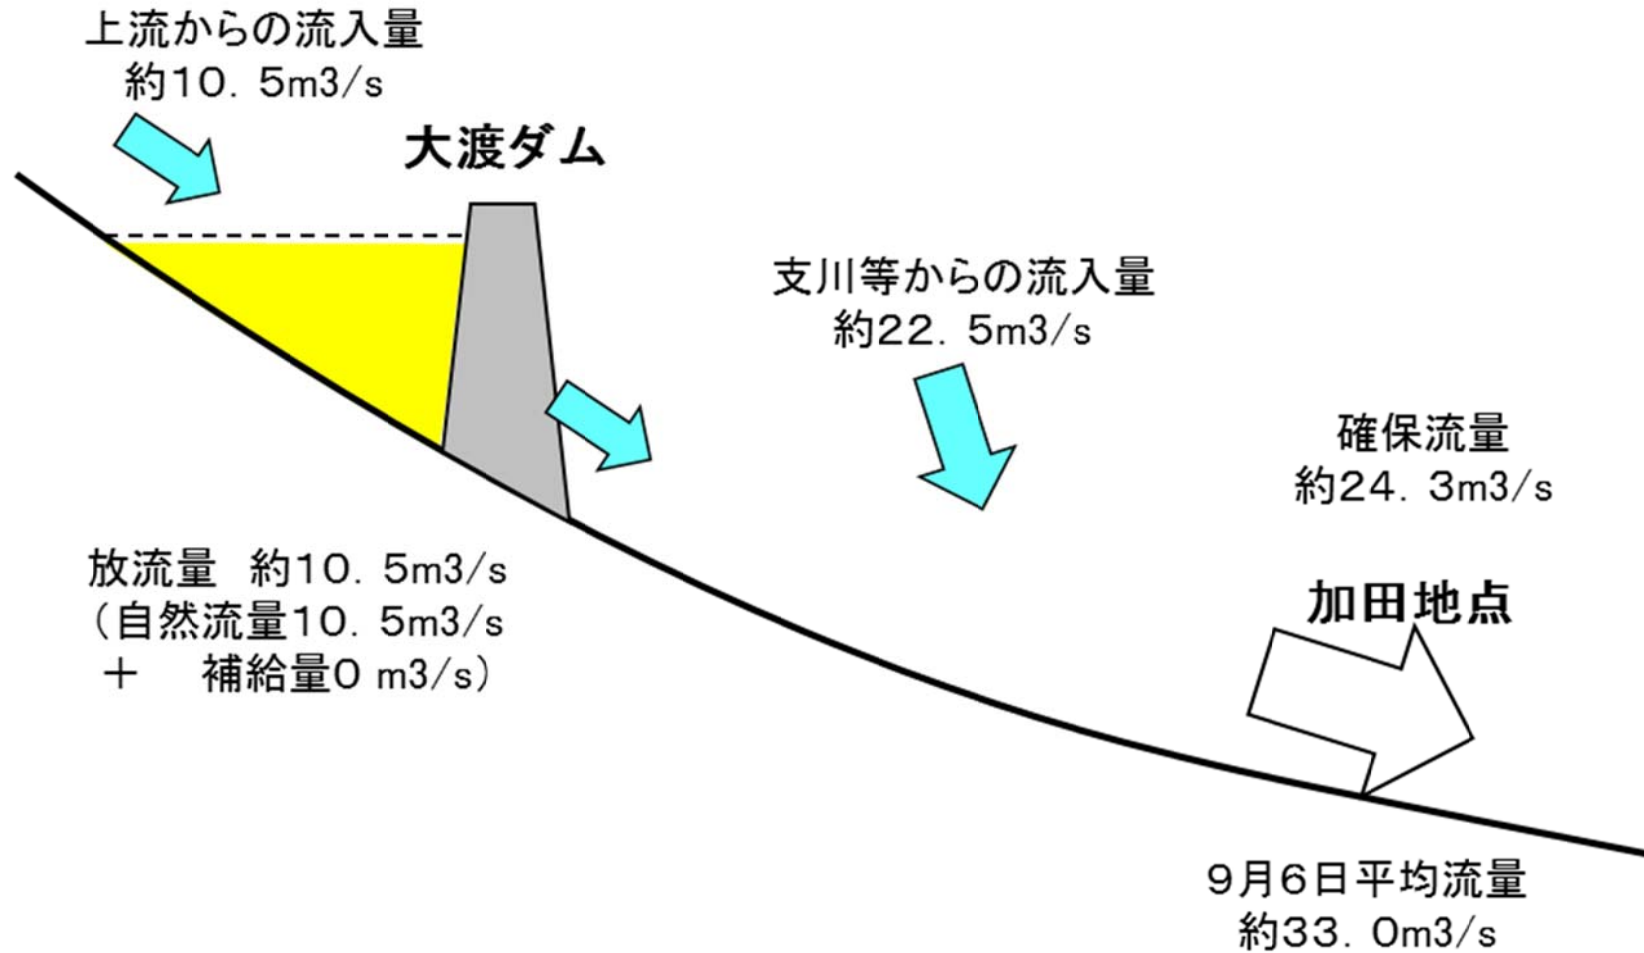 上流からの流入量
約10．5m3/s
大渡ダム
支川等からの流入量
約22．5m3/s
確保流量
約24．3m3/s
放流量　約10．5m3/s
（自然流量10．5m3/s
＋　補給量0 m3/s）
加田地点
9月6日平均流量
約33．0m3/s